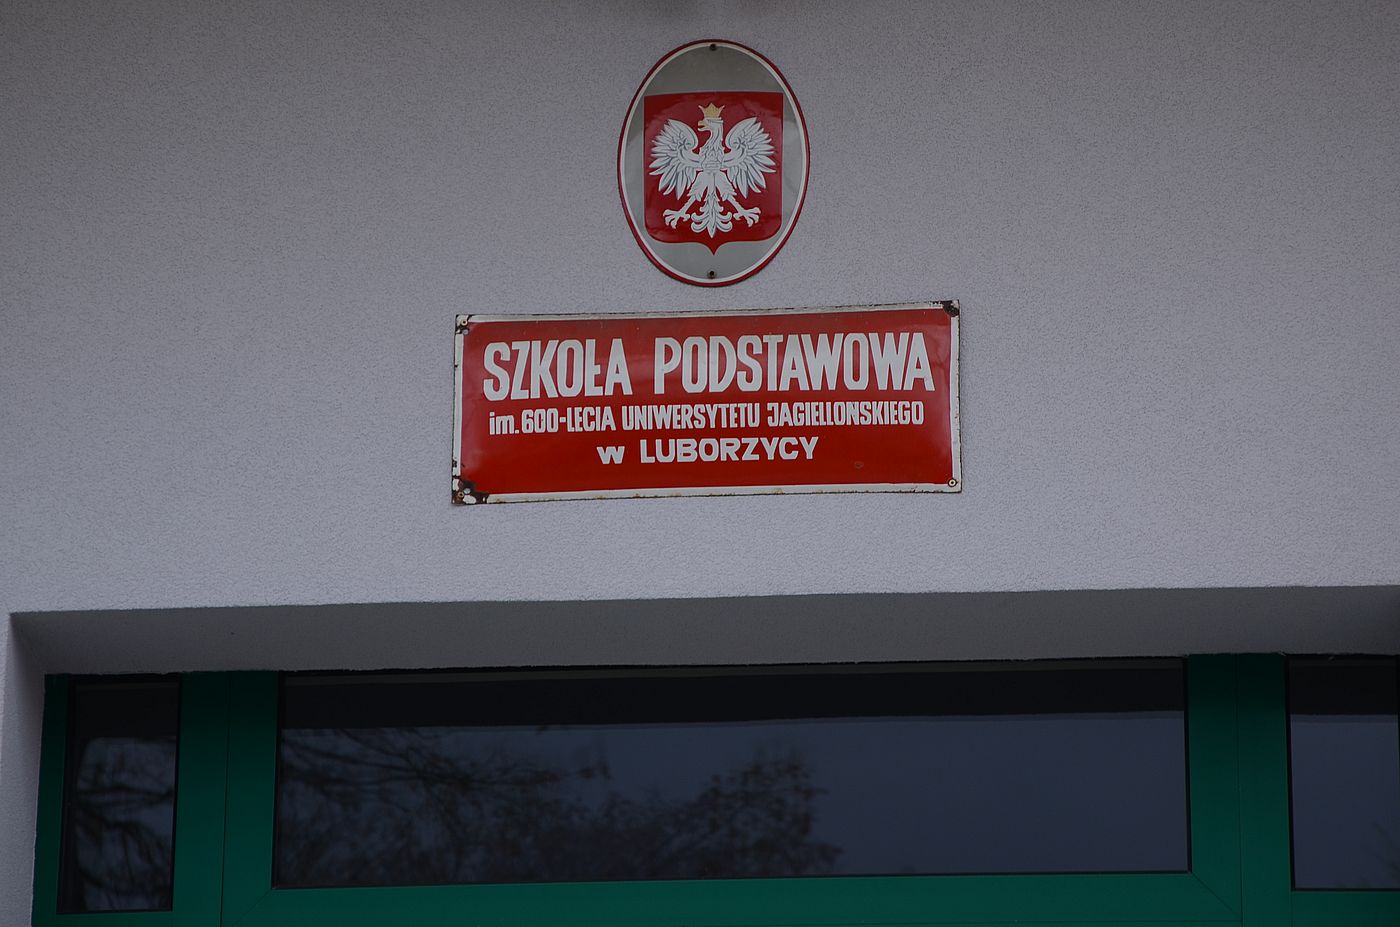 SZKOŁA PODSTAWOWA
im. 600-LECIA UNIWERSYTETU JAGIELLONSKIEGO
w LUBORZYCY